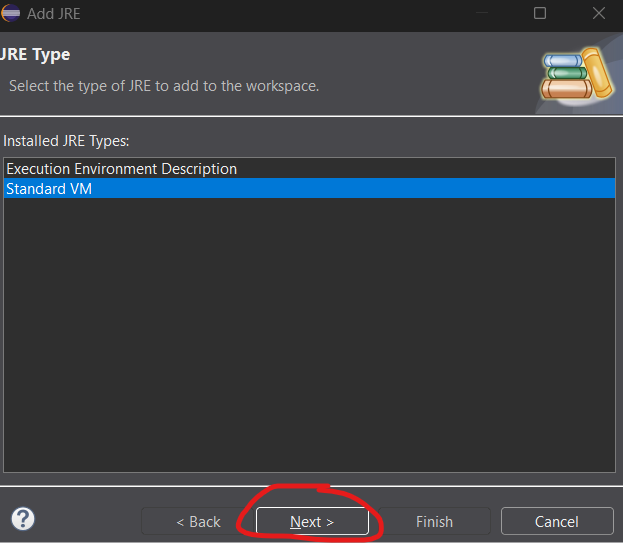 Add JRE
JRE Type
Select the type of JRE to add to the workspace.
Installed JRE Types:
Execution Environment Description
Standard VM
?
< Back
Next >
Finish
Cancel